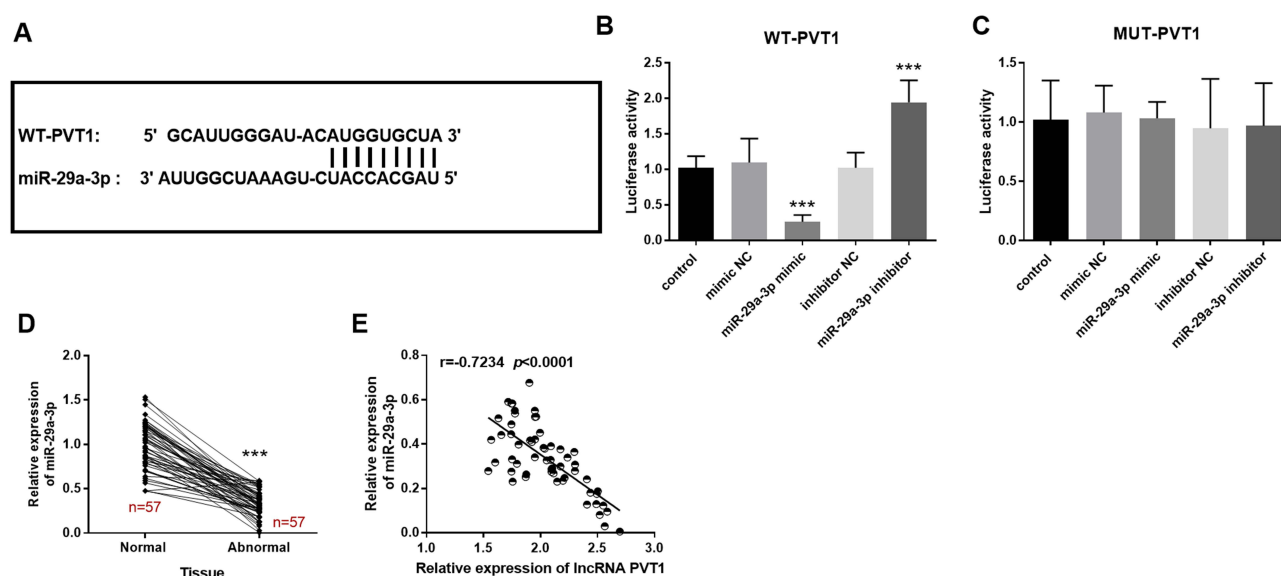 A
WT-PVT1: 5' GCAUUGGGAU-ACAUGGUGCUA 3'
miR-29a-3p : 3' AUUGGCUAAAGU-CUACCACGAU 5'
B
WT-PVT1
Luciferase activity
2.5
2.0
1.5
1.0
0.5
0.0
***
***
control
mimic NC
miR-29a-3p mimic
inhibitor NC
miR-29a-3p inhibitor
C
MUT-PVT1
Luciferase activity
1.5
1.0
0.5
0.0
control
mimic NC
miR-29a-3p mimic
inhibitor NC
miR-29a-3p inhibitor
D
Relative expression
of miR-29a-3p
2.0
1.5
1.0
0.5
0.0
***
n=57
n=57
Normal
Abnormal
Tissue
E
r=-0.7234 p<0.0001
Relative expression
of miR-29a-3p
0.8
0.6
0.4
0.2
0.0
1.0
1.5
2.0
2.5
3.0
Relative expression of lncRNA PVT1